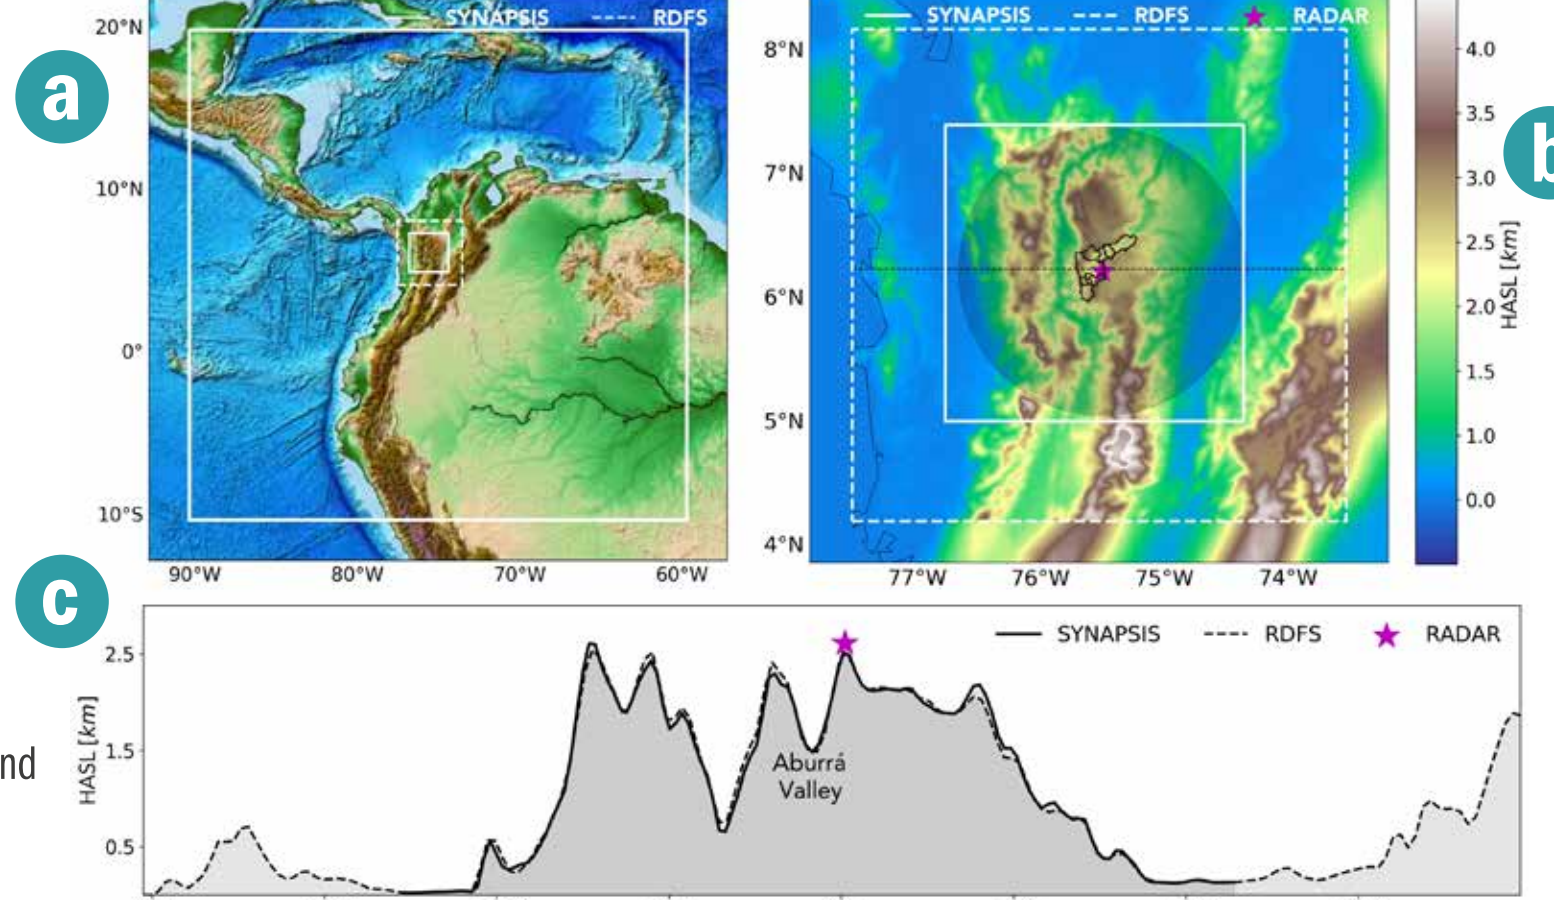 a
SYNAPSIS RDFS
20°N
10°N
0°
10°S
90°W 80°W 70°W 60°W
b
SYNAPSIS RDFS RADAR
8°N
7°N
6°N
5°N
4°N
77°W 76°W 75°W 74°W
4.0
3.5
3.0
2.5
2.0
1.5
1.0
0.0
HASL [km]
c
SYNAPSIS RDFS RADAR
2.5
1.5
0.5
HASL [km]
Aburrá
Valley
nd